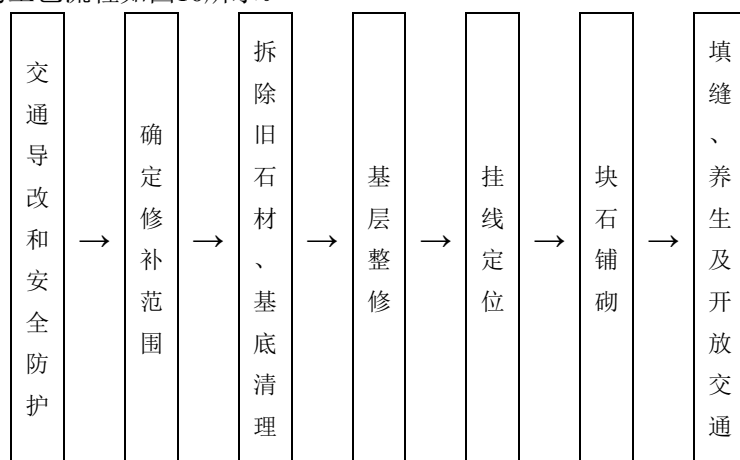 交通导改和安全防护
→
确定修补范围
→
拆除旧石材、基底清理
→
基层整修
→
挂线定位
→
块石铺砌
→
填缝、养生及开放交通